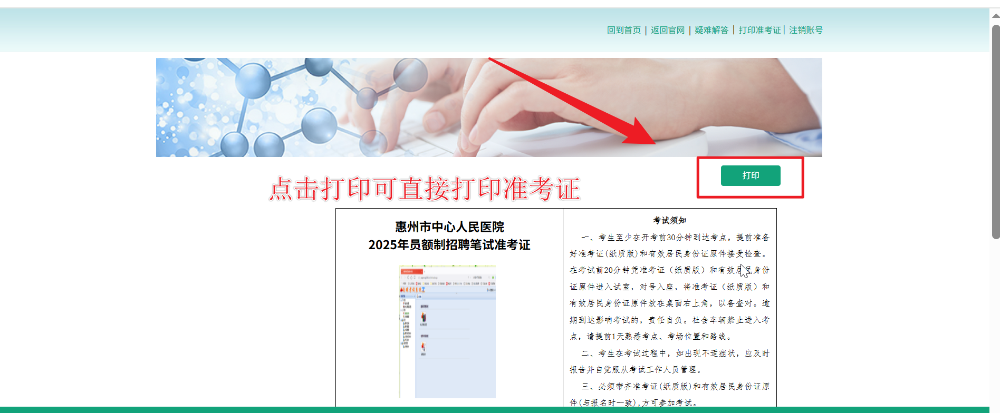 回到首页 | 返回官网 | 疑难解答 | 打印准考证 | 注销账号
打印
点击打印可直接打印准考证
惠州市中心人民医院
2025年员额制招聘笔试准考证
考试须知
一、考生至少在开考前30分钟到达考点，提前准备
好准考证(纸质版)和有效居民身份证原件接受检查。
在考试前20分钟凭准考证（纸质版）和有效居民身份
证原件进入试室，对号入座，将准考证（纸质版）和
有效居民身份证原件放在桌面右上角，以备查对。逾
期到达影响考试的，责任自负。社会车辆禁止进入考
点，请提前1天熟悉考点、考场位置和路线。
二、考生在考试过程中，如出现不适症状，应及时
报告并自觉服从考试工作人员管理。
三、必须带齐准考证(纸质版)和有效居民身份证原
件(与报名时一致),方可参加考试。